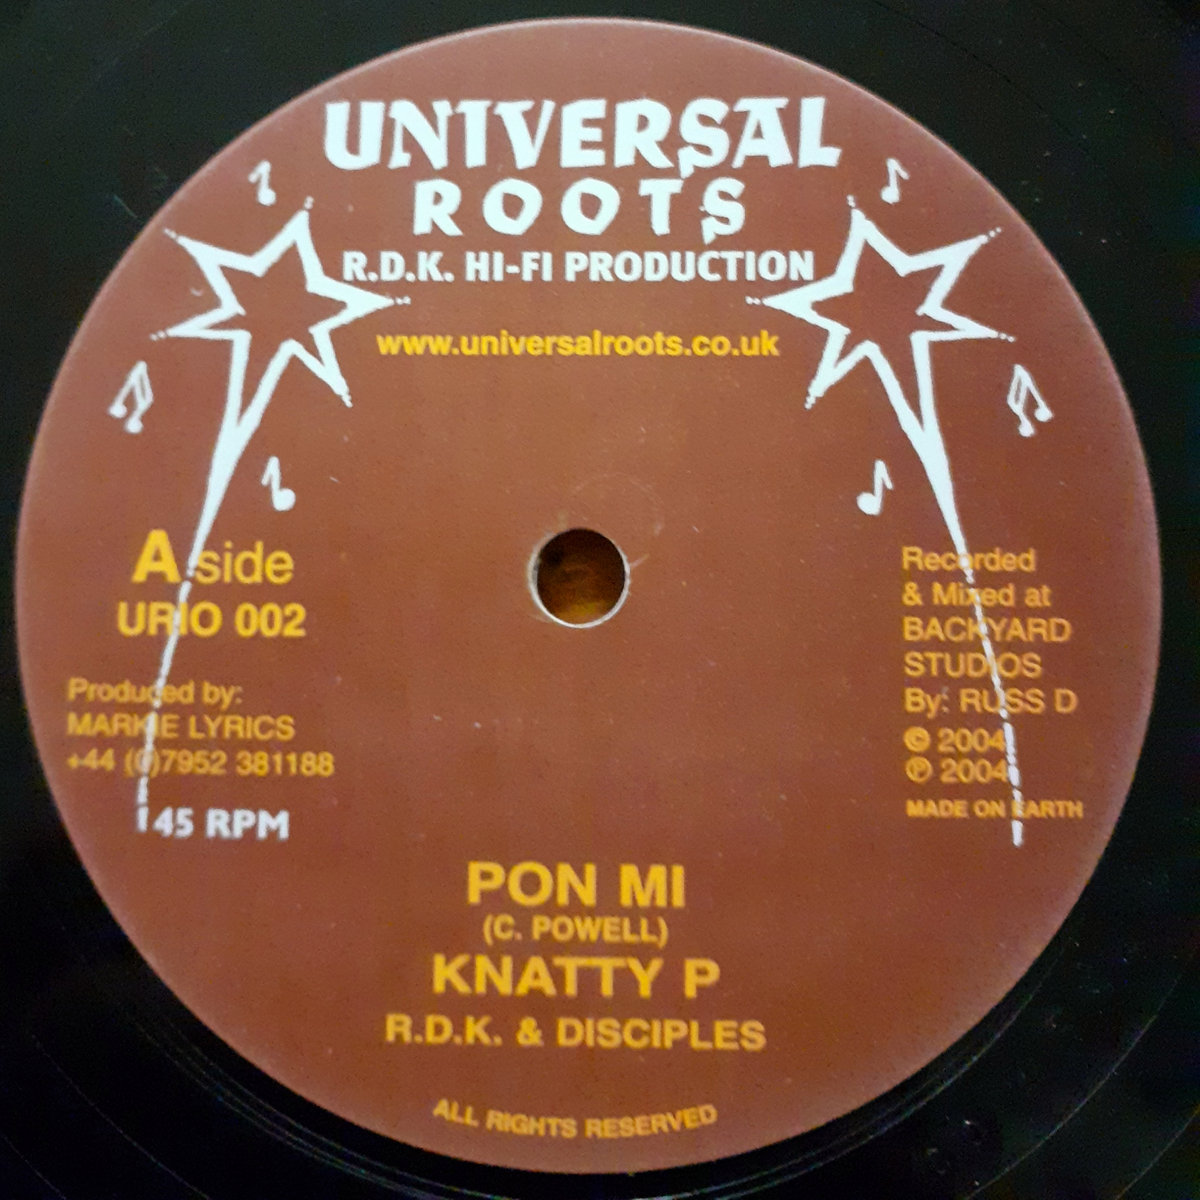 UNIVERSAL
ROOTS
R.D.K. HI-FI PRODUCTION
www.universalroots.co.uk
A side
URIO 002
Produced by:
MARKIE LYRICS
+44 (0)7952 381188
45 RPM
Recorded
& Mixed at
BACKYARD
STUDIOS
By: RUSS D
© 2004
℗ 2004
MADE ON EARTH
PON MI
(C. POWELL)
KNATTY P
R.D.K. & DISCIPLES
ALL RIGHTS RESERVED